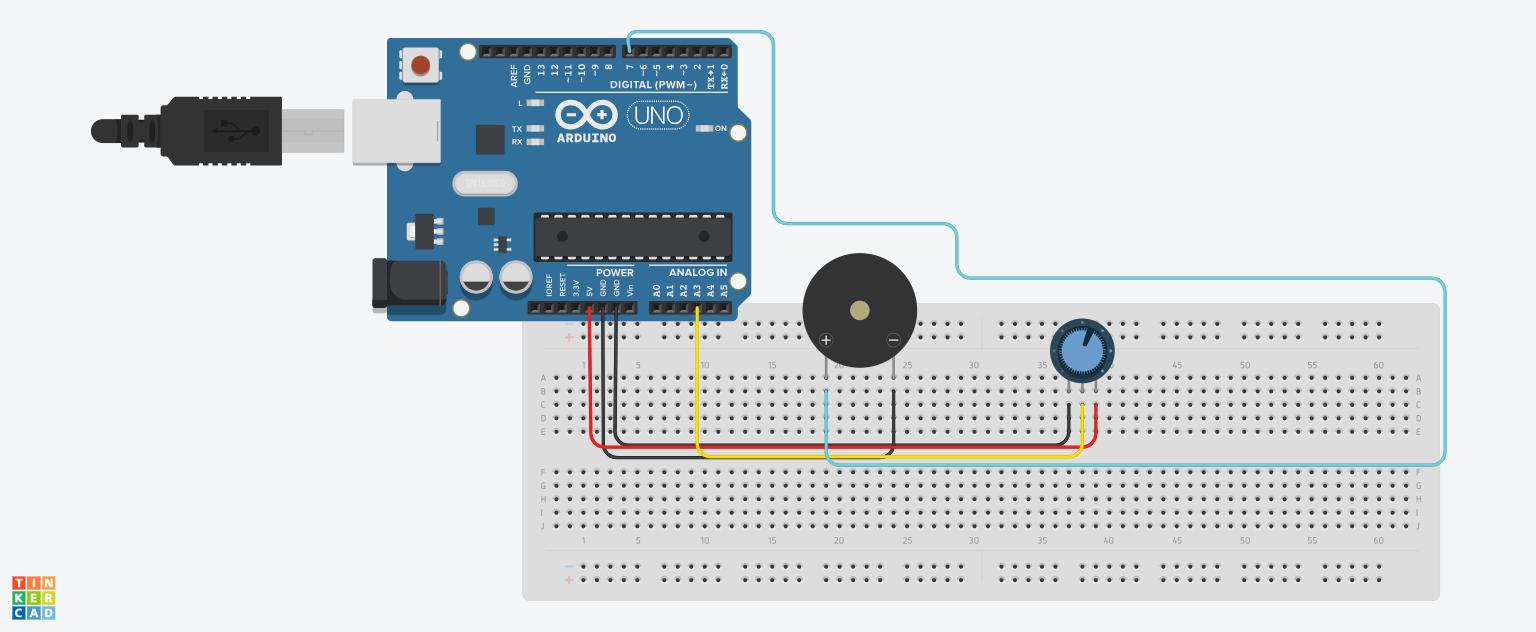 AREF
GND
13
12
~11
~10
~9
8
7
~6
~5
4
~3
2
TX→1
RX←0
DIGITAL (PWM~)
L
TX
RX
ARDUINO
UNO
ON
POWER
ANALOG IN
IOREF
RESET
3.3V
5V
GND
GND
Vin
A0
A1
A2
A3
A4
A5
+ −
− +
1 5 10 15 20 25 30 35 45 50 55 60
A A
B B
C C
D D
E E
F F
G G
H H
I I
J J
1 5 10 15 20 25 30 35 40 45 50 55 60
− +
TIN
KER
CAD